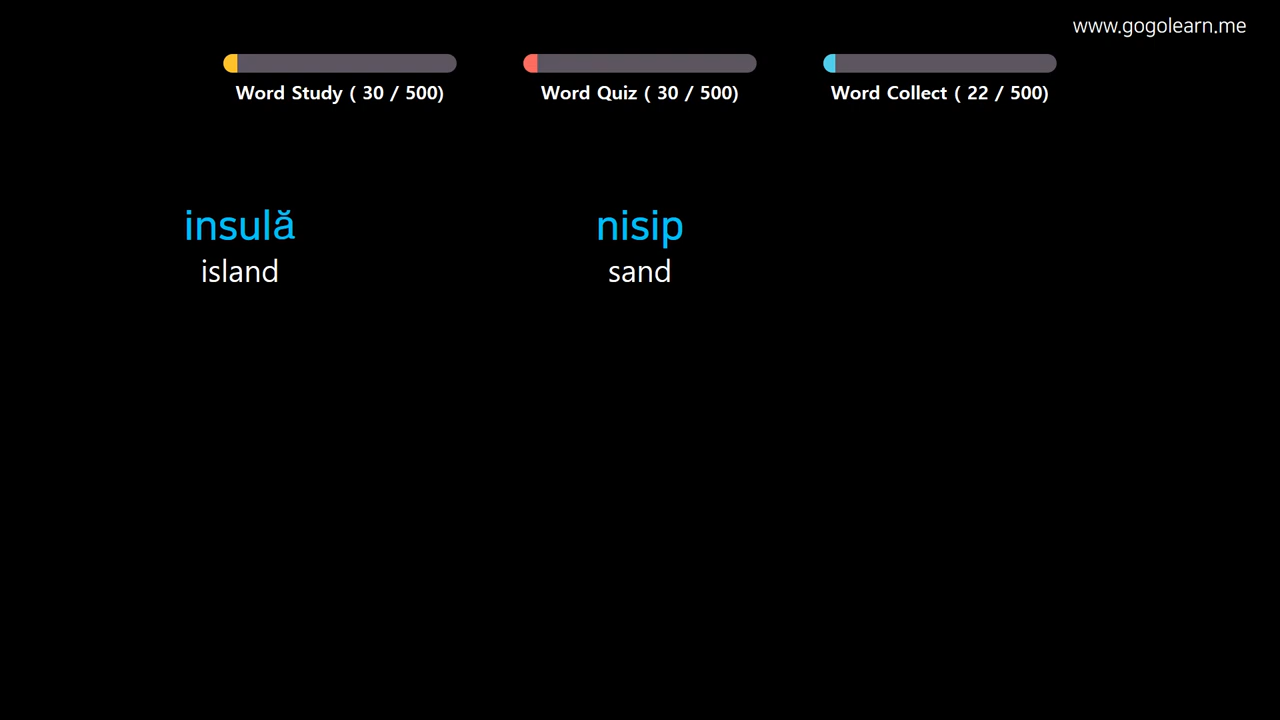 www.gogolearn.me
Word Study ( 30 / 500)
Word Quiz ( 30 / 500)
Word Collect ( 22 / 500)
insulă
island
nisip
sand